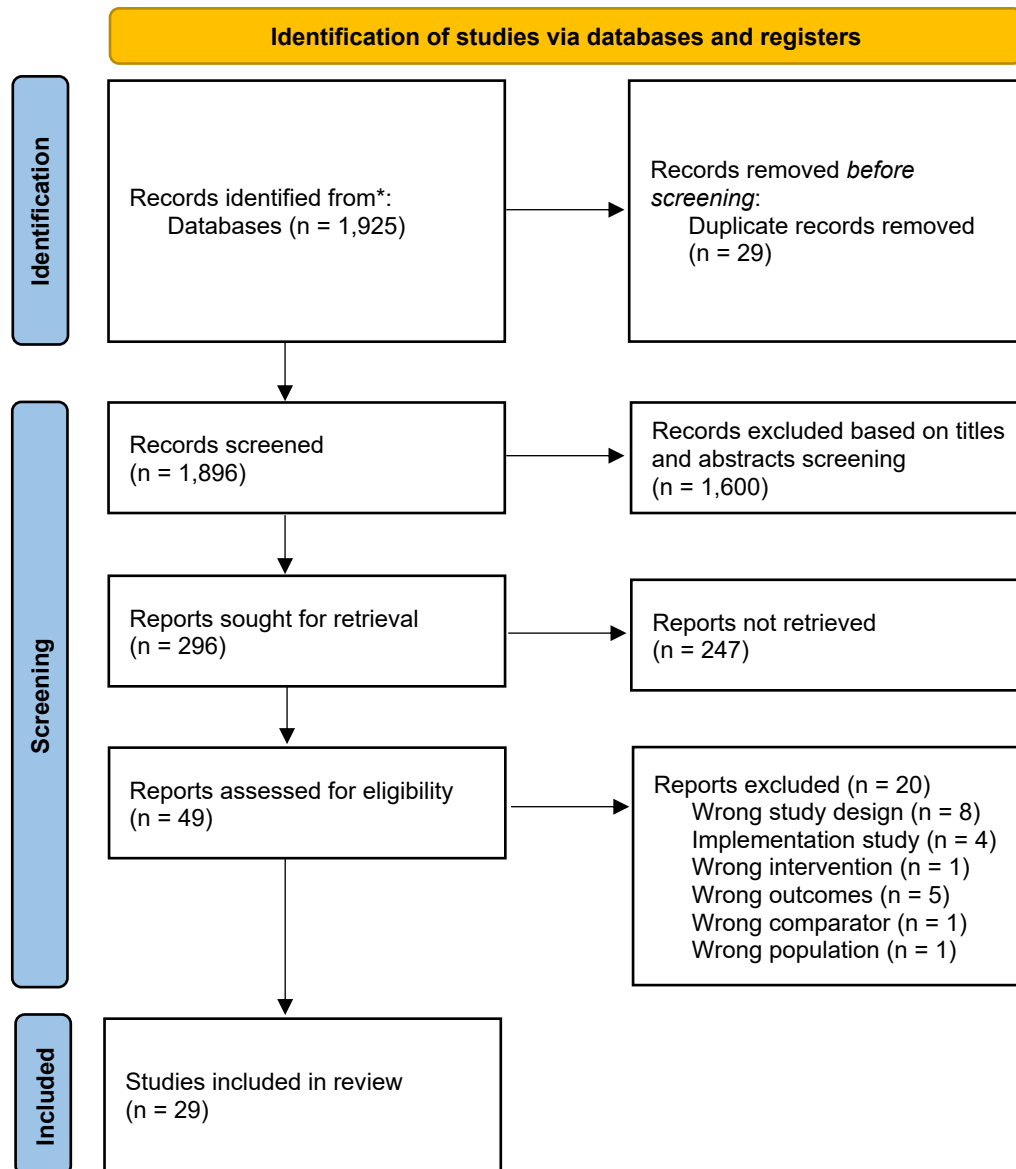 Identification of studies via databases and registers
Identification
Records identified from*:
Databases (n = 1,925)
Records removed before
screening:
Duplicate records removed
(n = 29)
Screening
Records screened
(n = 1,896)
Records excluded based on titles
and abstracts screening
(n = 1,600)
Reports sought for retrieval
(n = 296)
Reports not retrieved
(n = 247)
Reports assessed for eligibility
(n = 49)
Reports excluded (n = 20)
Wrong study design (n = 8)
Implementation study (n = 4)
Wrong intervention (n = 1)
Wrong outcomes (n = 5)
Wrong comparator (n = 1)
Wrong population (n = 1)
Included
Studies included in review
(n = 29)